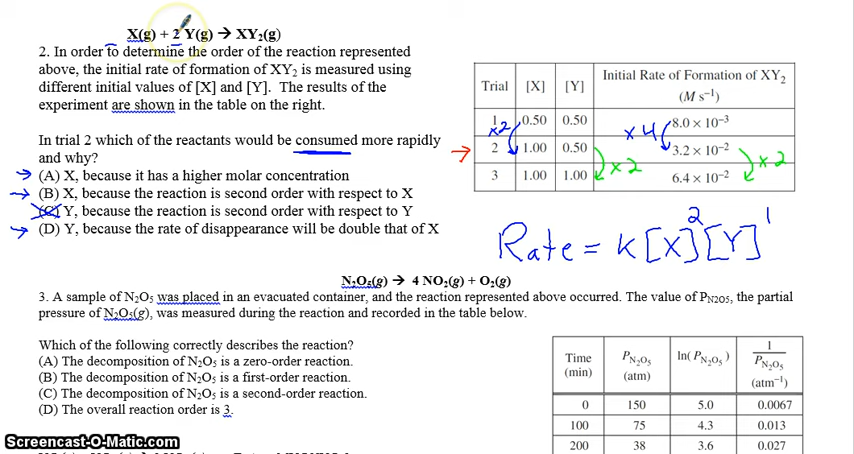 X(g) + 2 Y(g) → XY₂(g)
2. In order to determine the order of the reaction represented
above, the initial rate of formation of XY₂ is measured using
different initial values of [X] and [Y]. The results of the
experiment are shown in the table on the right.
In trial 2 which of the reactants would be consumed more rapidly
and why?
(A) X, because it has a higher molar concentration
(B) X, because the reaction is second order with respect to X
(C) Y, because the reaction is second order with respect to Y
(D) Y, because the rate of disappearance will be double that of X
Trial [X] [Y] Initial Rate of Formation of XY₂
(M s⁻¹)
1 0.50 0.50 8.0 × 10⁻³
×2 ×4
2 1.00 0.50 3.2 × 10⁻²
×2 ×2
3 1.00 1.00 6.4 × 10⁻²
Rate = K[X]²[Y]¹
N₂O₅(g) → 4 NO₂(g) + O₂(g)
3. A sample of N₂O₅ was placed in an evacuated container, and the reaction represented above occurred. The value of P_N2O5, the partial
pressure of N₂O₅(g), was measured during the reaction and recorded in the table below.
Which of the following correctly describes the reaction?
(A) The decomposition of N₂O₅ is a zero-order reaction.
(B) The decomposition of N₂O₅ is a first-order reaction.
(C) The decomposition of N₂O₅ is a second-order reaction.
(D) The overall reaction order is 3.
Time (min) P_N₂O₅ (atm) ln(P_N₂O₅) 1/P_N₂O₅ (atm⁻¹)
0 150 5.0 0.0067
100 75 4.3 0.013
200 38 3.6 0.027
Screencast-O-Matic.com